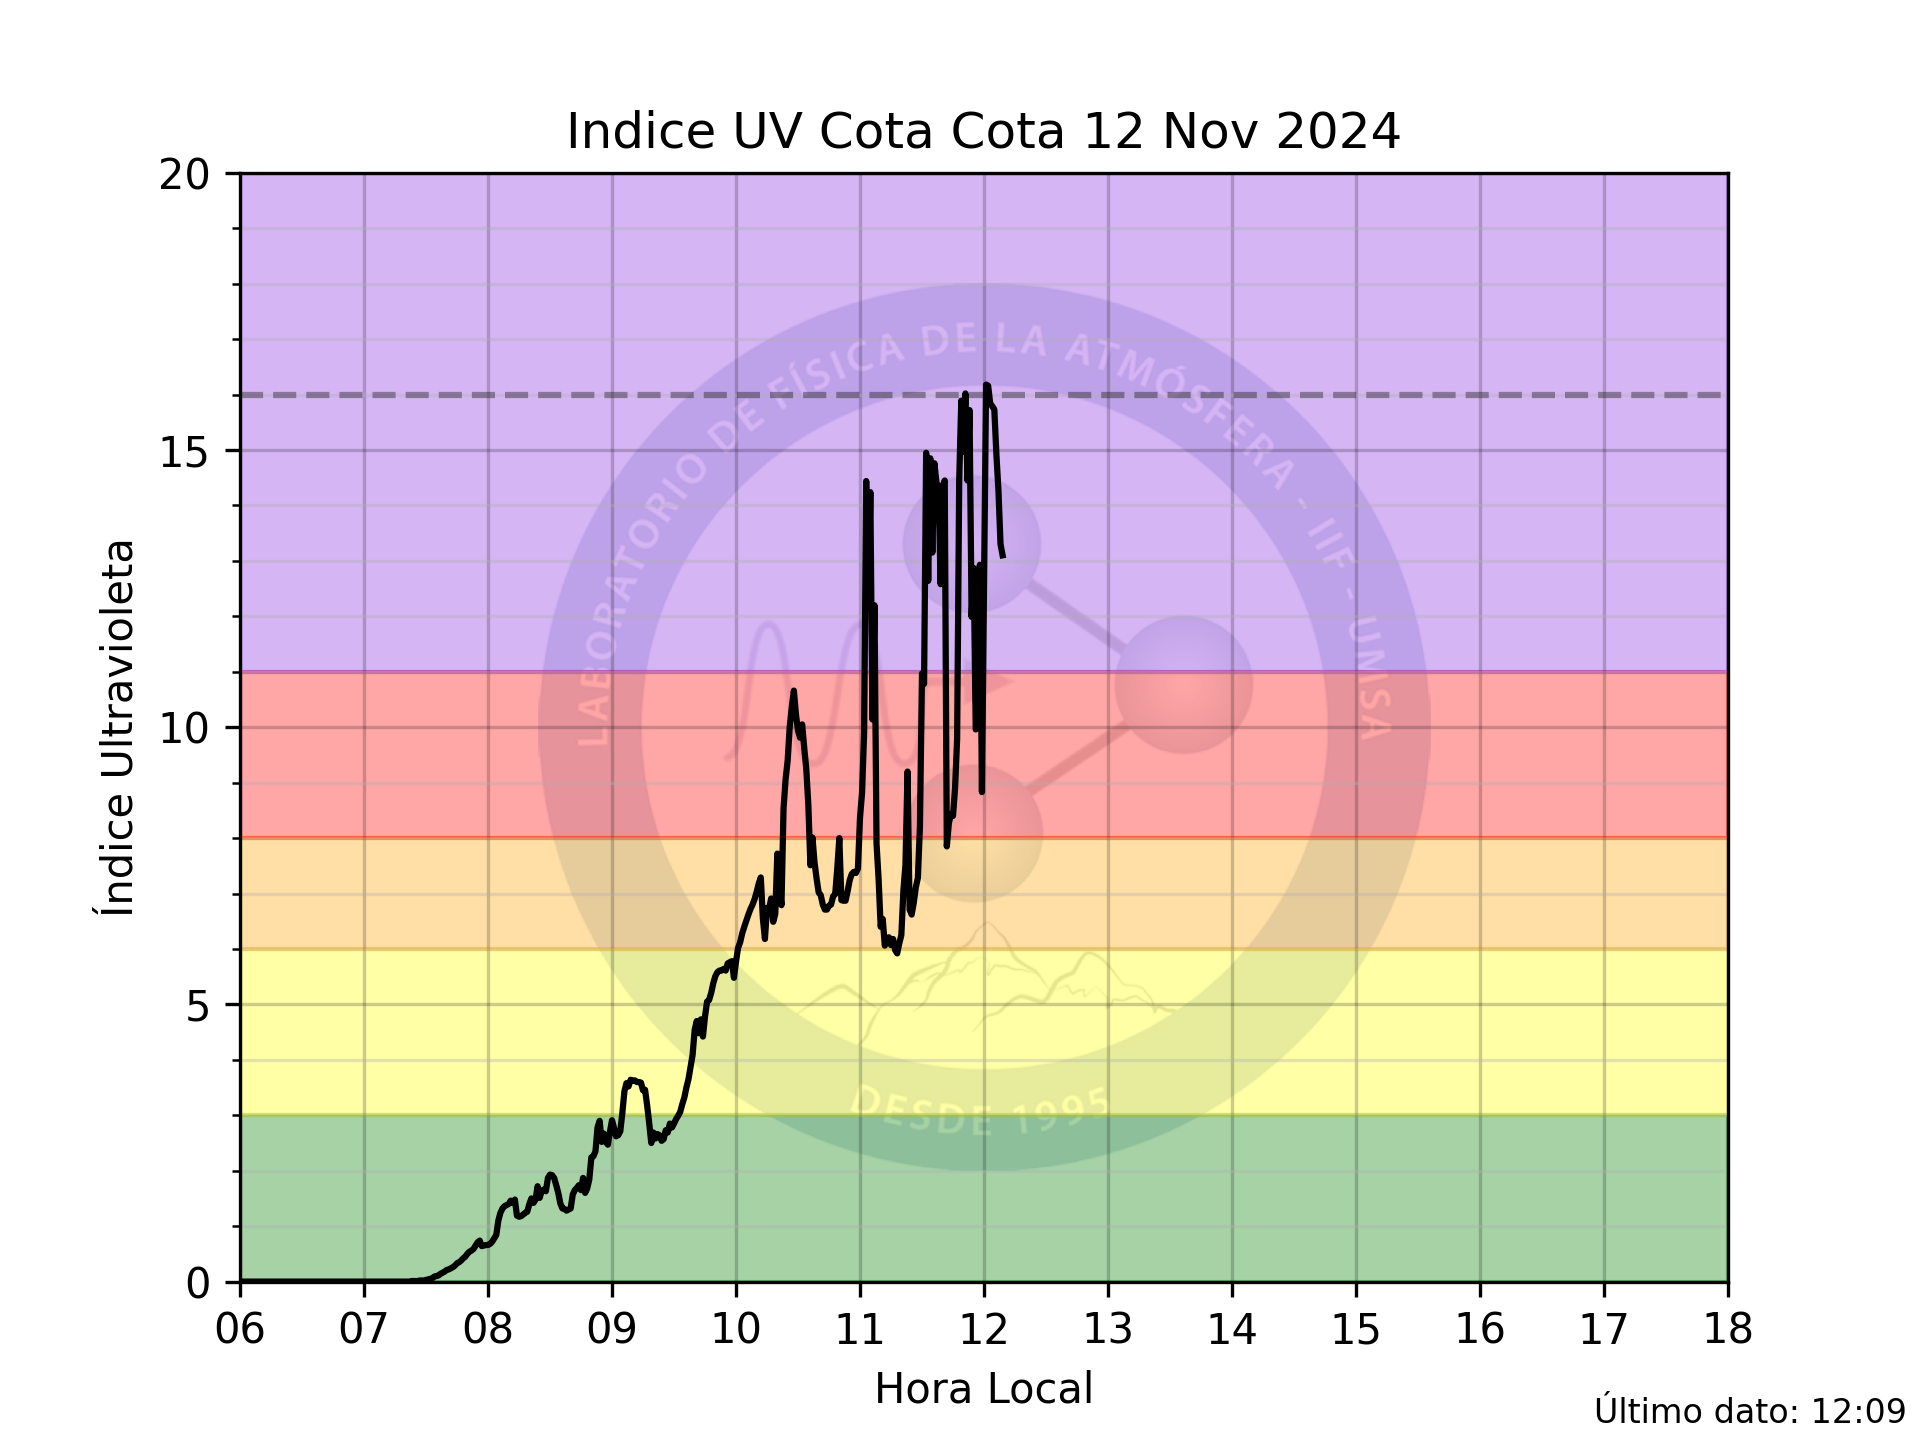 Indice UV Cota Cota 12 Nov 2024
20
15
10
5
0
Índice Ultravioleta
LABORATORIO DE FÍSICA DE LA ATMÓSFERA - IIF - UMSA
DESDE 1995
06 07 08 09 10 11 12 13 14 15 16 17 18
Hora Local
Último dato: 12:09